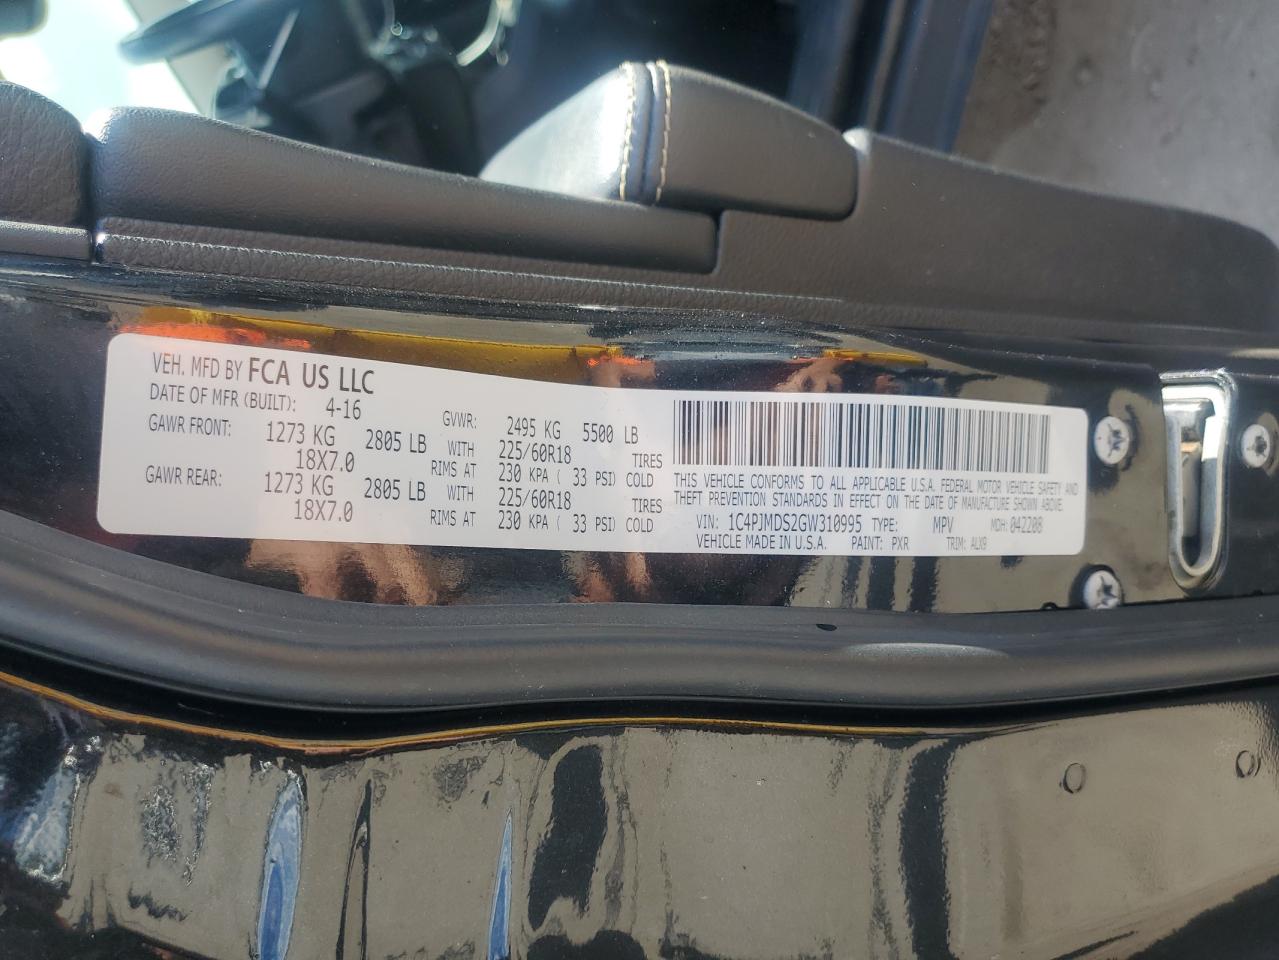 VEH. MFD BY FCA US LLC
DATE OF MFR (BUILT): 4-16 GVWR: 2495 KG 5500 LB
GAWR FRONT: 1273 KG 2805 LB WITH 225/60R18 TIRES
18X7.0 RIMS AT 230 KPA ( 33 PSI) COLD
GAWR REAR: 1273 KG 2805 LB WITH 225/60R18 TIRES
18X7.0 RIMS AT 230 KPA ( 33 PSI) COLD
THIS VEHICLE CONFORMS TO ALL APPLICABLE U.S.A. FEDERAL MOTOR VEHICLE SAFETY AND
THEFT PREVENTION STANDARDS IN EFFECT ON THE DATE OF MANUFACTURE SHOWN ABOVE.
VIN: 1C4PJMDS2GW310995 TYPE: MPV MDH: 042208
VEHICLE MADE IN U.S.A. PAINT: PXR TRIM: ALX9